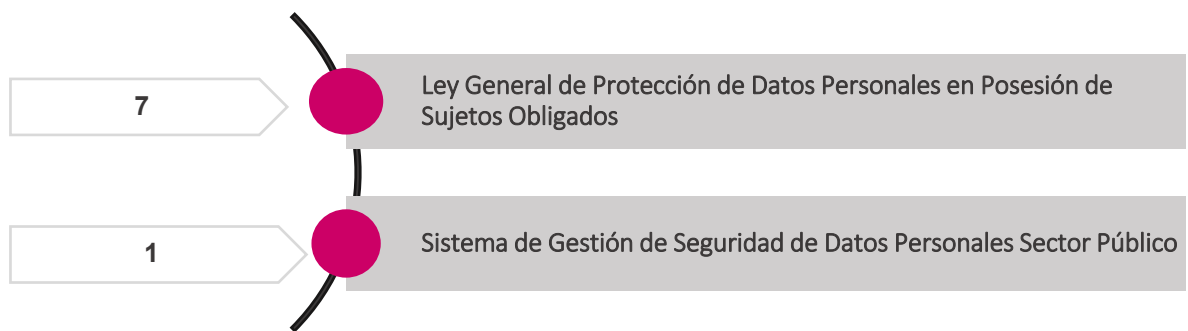 7
Ley General de Protección de Datos Personales en Posesión de
Sujetos Obligados
1
Sistema de Gestión de Seguridad de Datos Personales Sector Público